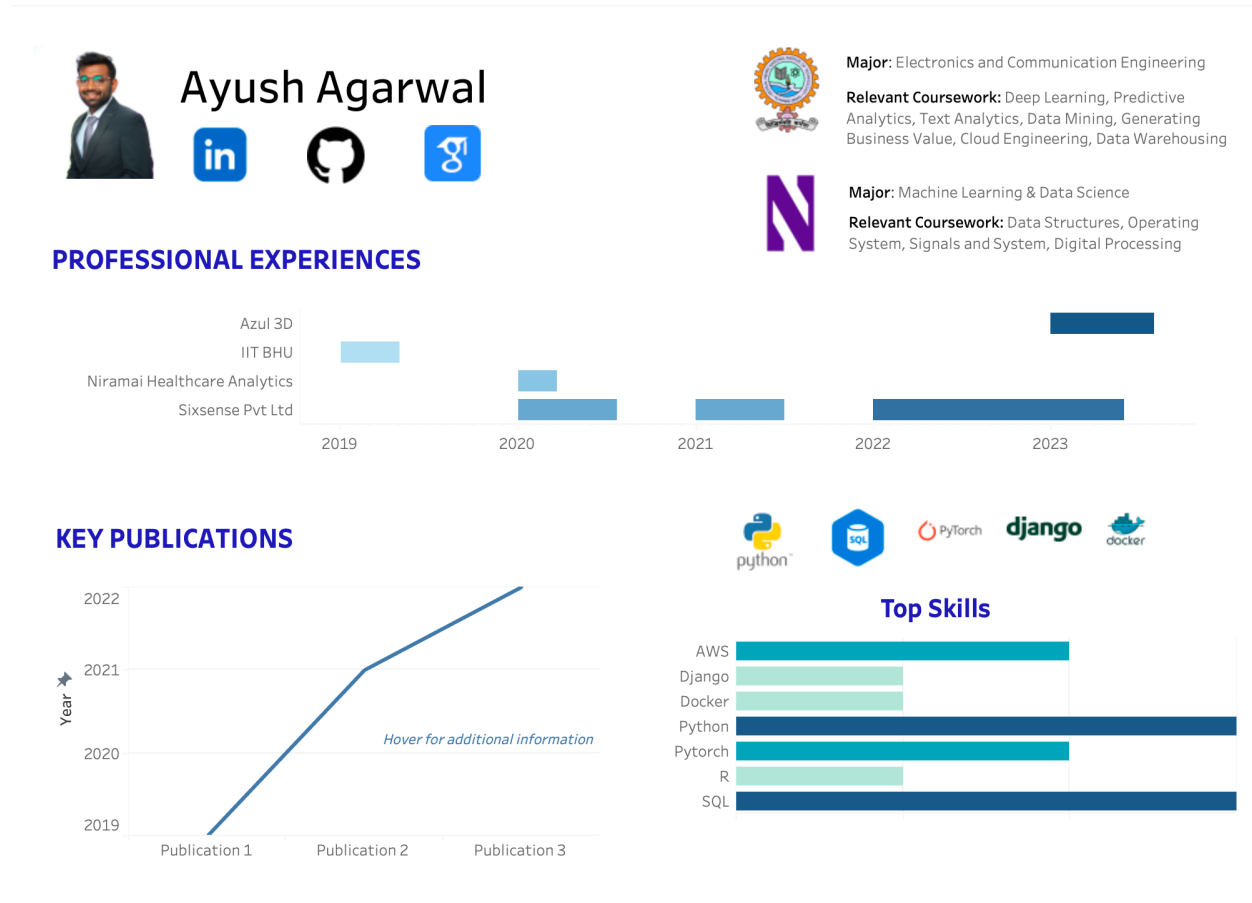 Ayush Agarwal
in
Major: Electronics and Communication Engineering
Relevant Coursework: Deep Learning, Predictive
Analytics, Text Analytics, Data Mining, Generating
Business Value, Cloud Engineering, Data Warehousing
N
Major: Machine Learning & Data Science
Relevant Coursework: Data Structures, Operating
System, Signals and System, Digital Processing
PROFESSIONAL EXPERIENCES
Azul 3D
IIT BHU
Niramai Healthcare Analytics
Sixsense Pvt Ltd
2019 2020 2021 2022 2023
KEY PUBLICATIONS
2022
2021
2020
2019
Year
Hover for additional information
Publication 1 Publication 2 Publication 3
python
SQL
PyTorch
django
docker
Top Skills
AWS
Django
Docker
Python
Pytorch
R
SQL